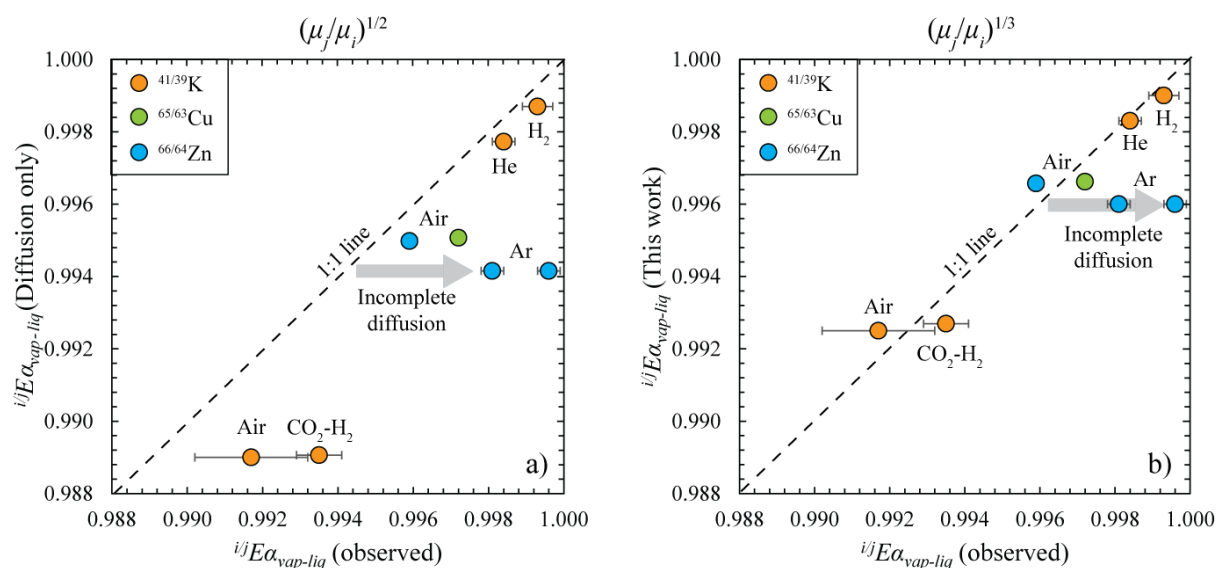 (μⱼ/μᵢ)¹ᐟ²
1.000
0.998
0.996
0.994
0.992
0.990
0.988
i/jEαvap-liq (Diffusion only)
41/39K
65/63Cu
66/64Zn
H₂
He
Air
Ar
1:1 line
Incomplete
diffusion
Air
CO₂-H₂
a)
0.988 0.990 0.992 0.994 0.996 0.998 1.000
i/jEαvap-liq (observed)
(μⱼ/μᵢ)¹ᐟ³
1.000
0.998
0.996
0.994
0.992
0.990
0.988
i/jEαvap-liq (This work)
41/39K
65/63Cu
66/64Zn
H₂
He
Air
Ar
1:1 line
Incomplete
diffusion
Air
CO₂-H₂
b)
0.988 0.990 0.992 0.994 0.996 0.998 1.000
i/jEαvap-liq (observed)